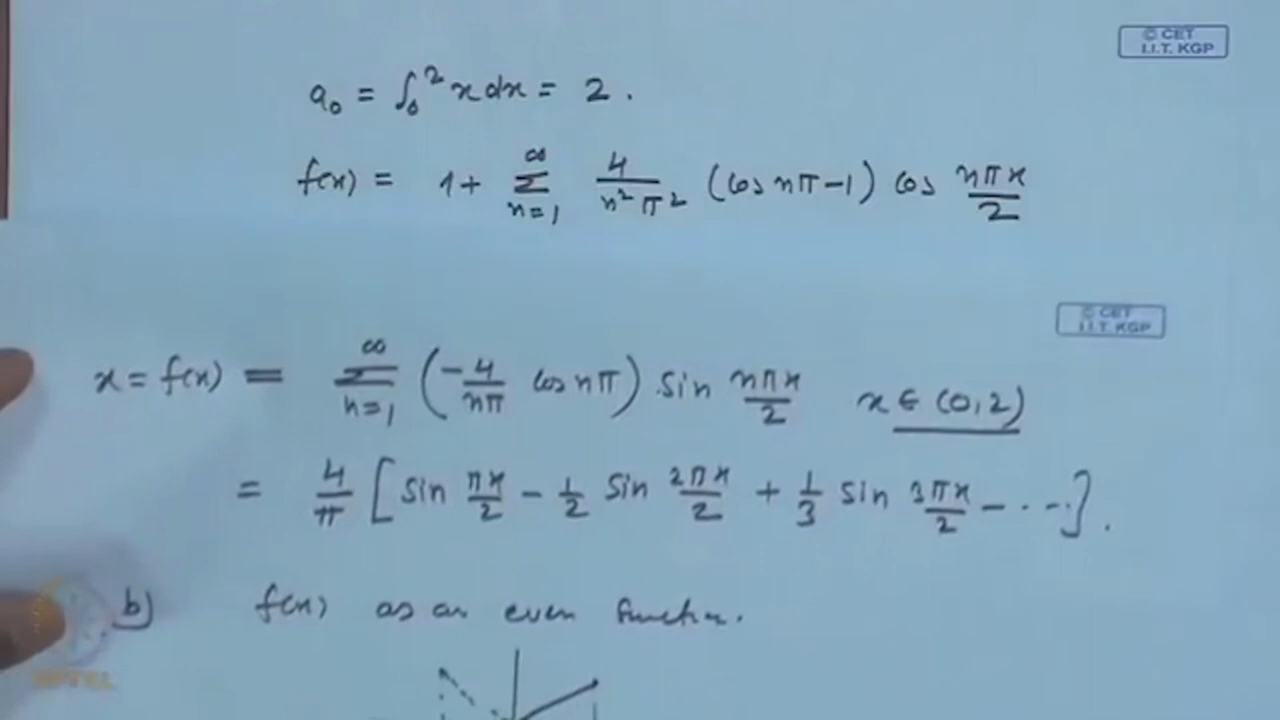 © CET
I.I.T. KGP
a₀ = ∫₀² x dx = 2 .
f(x) = 1 + ∑_{n=1}^{∞} 4/(n²π²) (cos nπ - 1) cos nπx/2
© CET
I.I.T. KGP
x = f(x) = ∑_{n=1}^{∞} (-4/(nπ) cos nπ) sin nπx/2 x ∈ (0,2)
= 4/π [sin πx/2 - 1/2 sin 2πx/2 + 1/3 sin 3πx/2 - ....] .
b) f(x) as an even function.
NPTEL